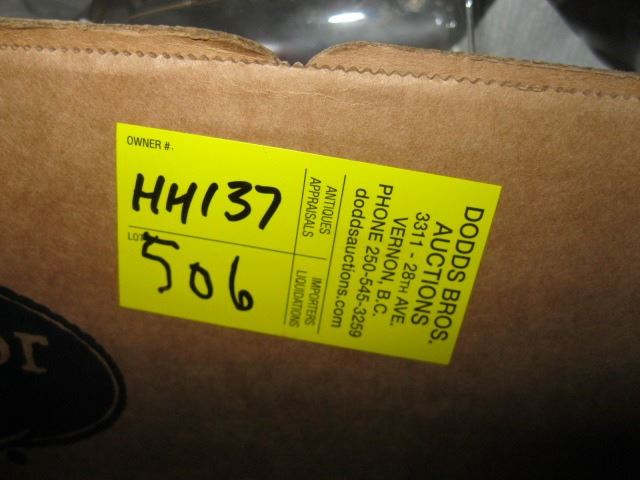 OWNER #.
HH137
LOT
506
ANTIQUES
APPRAISALS
IMPORTERS
LIQUIDATIONS
DODDS BROS.
AUCTIONS
3311 - 28TH AVE.
VERNON, B.C.
PHONE 250-545-3259
doddsauctions.com